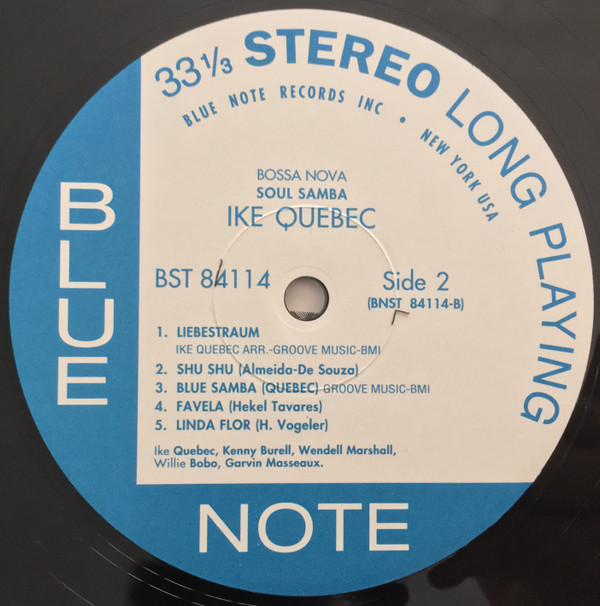 33 1/3 STEREO LONG PLAYING
BLUE NOTE RECORDS INC • NEW YORK USA
BOSSA NOVA
SOUL SAMBA
IKE QUEBEC
BST 84114
Side 2
(BNST 84114-B)
1. LIEBESTRAUM
IKE QUEBEC ARR.-GROOVE MUSIC-BMI
2. SHU SHU (Almeida-De Souza)
3. BLUE SAMBA (QUEBEC) GROOVE MUSIC-BMI
4. FAVELA (Hekel Tavares)
5. LINDA FLOR (H. Vogeler)
Ike Quebec, Kenny Burell, Wendell Marshall,
Willie Bobo, Garvin Masseaux.
BLUE
NOTE